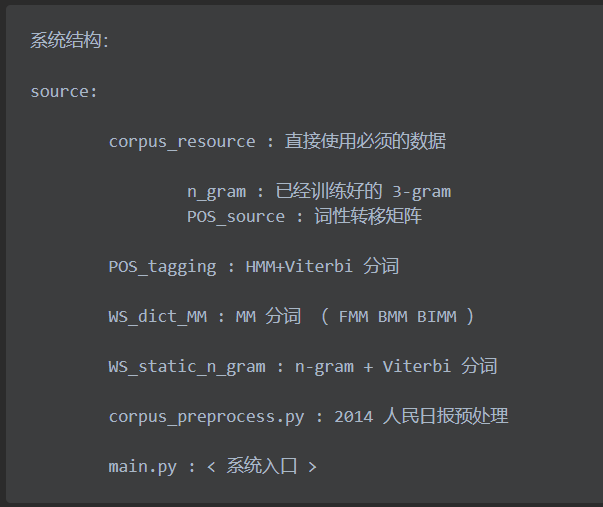 系统结构：
source:
corpus_resource : 直接使用必须的数据
n_gram : 已经训练好的 3-gram
POS_source : 词性转移矩阵
POS_tagging : HMM+Viterbi 分词
WS_dict_MM : MM 分词 （ FMM BMM BIMM ）
WS_static_n_gram : n-gram + Viterbi 分词
corpus_preprocess.py : 2014 人民日报预处理
main.py : < 系统入口 >